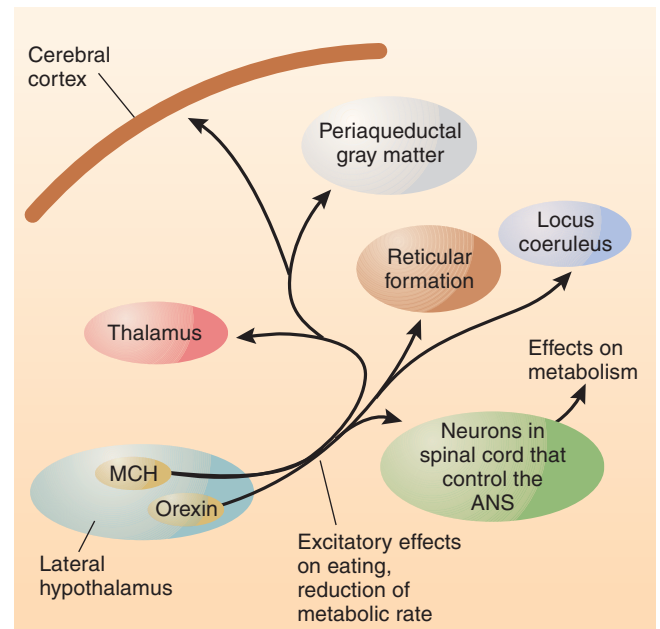 Cerebral
cortex
Periaqueductal
gray matter
Locus
coeruleus
Reticular
formation
Thalamus
Effects on
metabolism
Neurons in
spinal cord that
control the
ANS
MCH
Orexin
Lateral
hypothalamus
Excitatory effects
on eating,
reduction of
metabolic rate